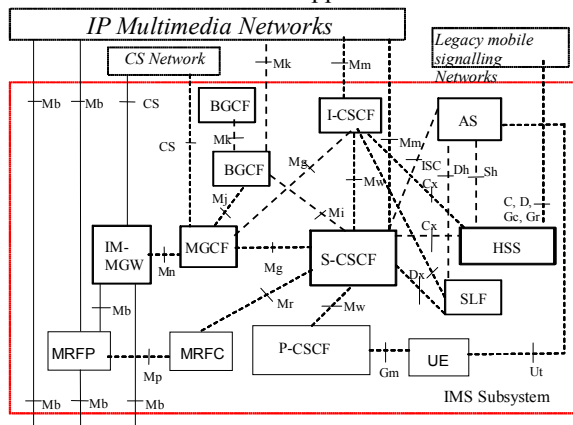 IP Multimedia Networks
CS Network
Legacy mobile
signalling
Networks
Mb
Mb
CS
Mk
Mm
BGCF
I-CSCF
AS
CS
Mk
Mg
Mm
ISC
Dh
Sh
BGCF
Mw
Cx
C, D,
Gc, Gr
Mj
Mi
Cx
IM-
MGW
MGCF
S-CSCF
HSS
Mn
Mg
Dx
SLF
Mb
Mr
Mw
MRFP
MRFC
P-CSCF
UE
Mp
Gm
Ut
IMS Subsystem
Mb
Mb
Mb